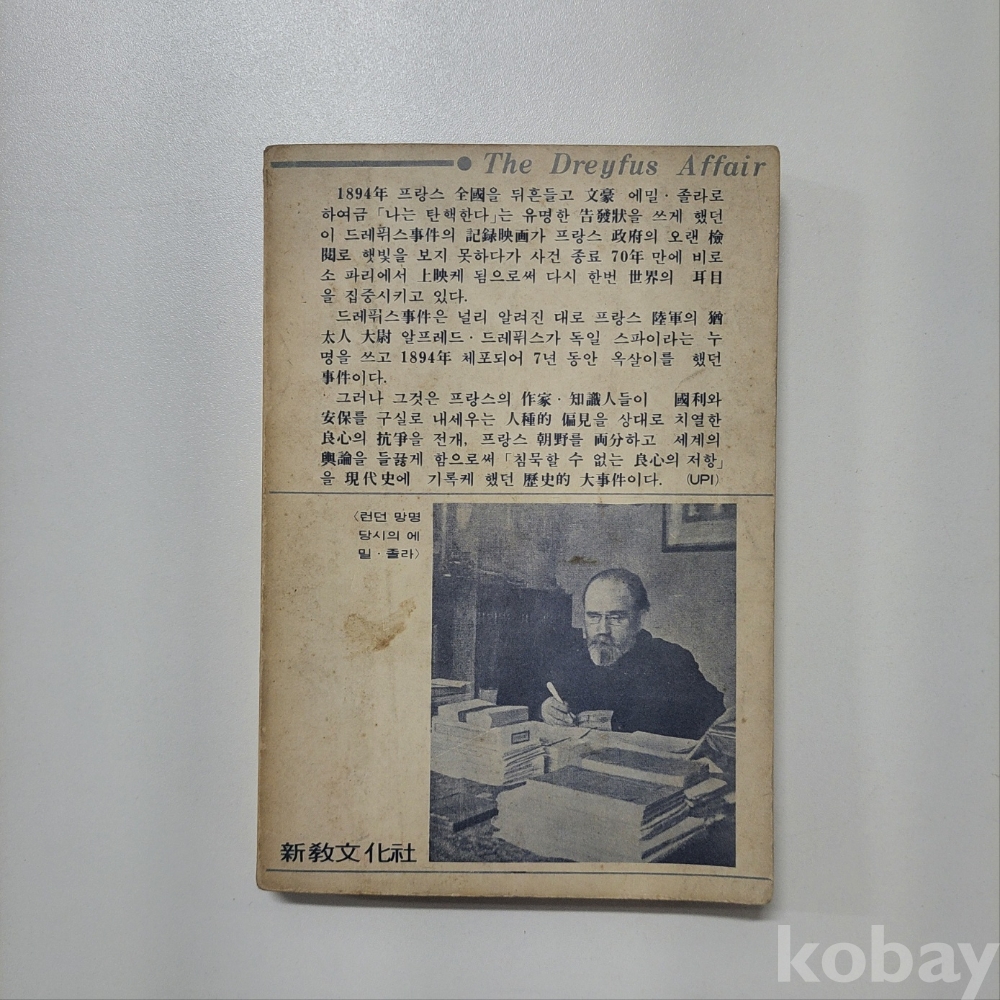 The Dreyfus Affair
1894年 프랑스 全國을 뒤흔들고 文豪 에밀·졸라로
하여금 「나는 탄핵한다」는 유명한 告發狀을 쓰게 했던
이 드레퓌스事件의 記錄映画가 프랑스 政府의 오랜 檢
閱로 햇빛을 보지 못하다가 사건 종료 70年 만에 비로
소 파리에서 上映케 됨으로써 다시 한번 世界의 耳目
을 집중시키고 있다.
드레퓌스事件은 널리 알려진 대로 프랑스 陸軍의 猶
太人 大尉 알프레드·드레퓌스가 독일 스파이라는 누
명을 쓰고 1894年 체포되어 7년 동안 옥살이를 했던
事件이다.
그러나 그것은 프랑스의 作家·知識人들이 國利와
安保를 구실로 내세우는 人種的 偏見을 상대로 치열한
良心의 抗爭을 전개, 프랑스 朝野를 両分하고 세계의
輿論을 들끓게 함으로써 「침묵할 수 없는 良心의 저항」
을 現代史에 기록케 했던 歷史的 大事件이다. (UPI)
〈런던 망명
당시의 에
밀·졸라〉
新敎文化社
kobay